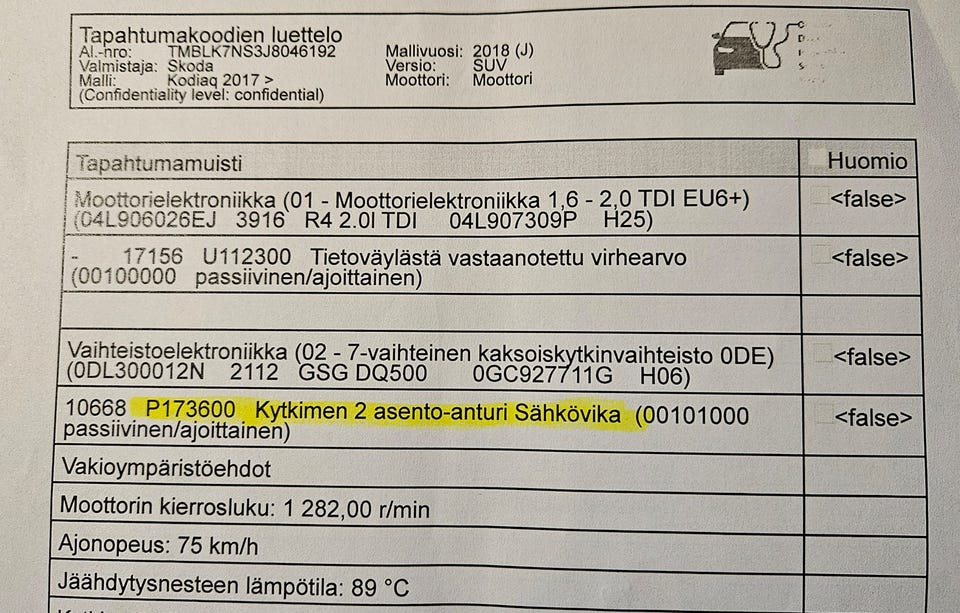 Tapahtumakoodien luettelo
Al.-nro: TMBLK7NS3J8046192 Mallivuosi: 2018 (J)
Valmistaja: Skoda Versio: SUV
Malli: Kodiaq 2017 > Moottori: Moottori
(Confidentiality level: confidential)
Tapahtumamuisti Huomio
Moottorielektroniikka (01 - Moottorielektroniikka 1,6 - 2,0 TDI EU6+) <false>
(04L906026EJ 3916 R4 2.0l TDI 04L907309P H25)
- 17156 U112300 Tietoväylästä vastaanotettu virhearvo <false>
(00100000 passiivinen/ajoittainen)
Vaihteistoelektroniikka (02 - 7-vaihteinen kaksoiskytkinvaihteisto 0DE) <false>
(0DL300012N 2112 GSG DQ500 0GC927711G H06)
10668 P173600 Kytkimen 2 asento-anturi Sähkövika (00101000 <false>
passiivinen/ajoittainen)
Vakioympäristöehdot
Moottorin kierrosluku: 1 282,00 r/min
Ajonopeus: 75 km/h
Jäähdytysnesteen lämpötila: 89 °C